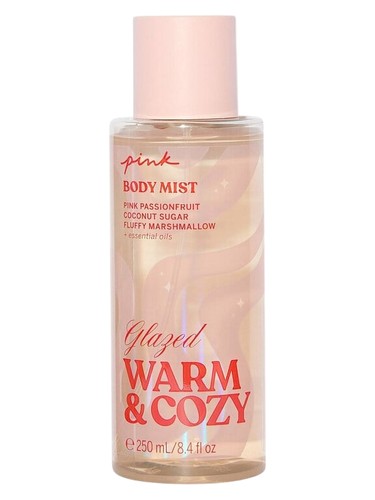 pink
BODY MIST
PINK PASSIONFRUIT
COCONUT SUGAR
FLUFFY MARSHMALLOW
+ essential oils
Glazed
WARM
& COZY
℮ 250 mL/8.4 fl oz